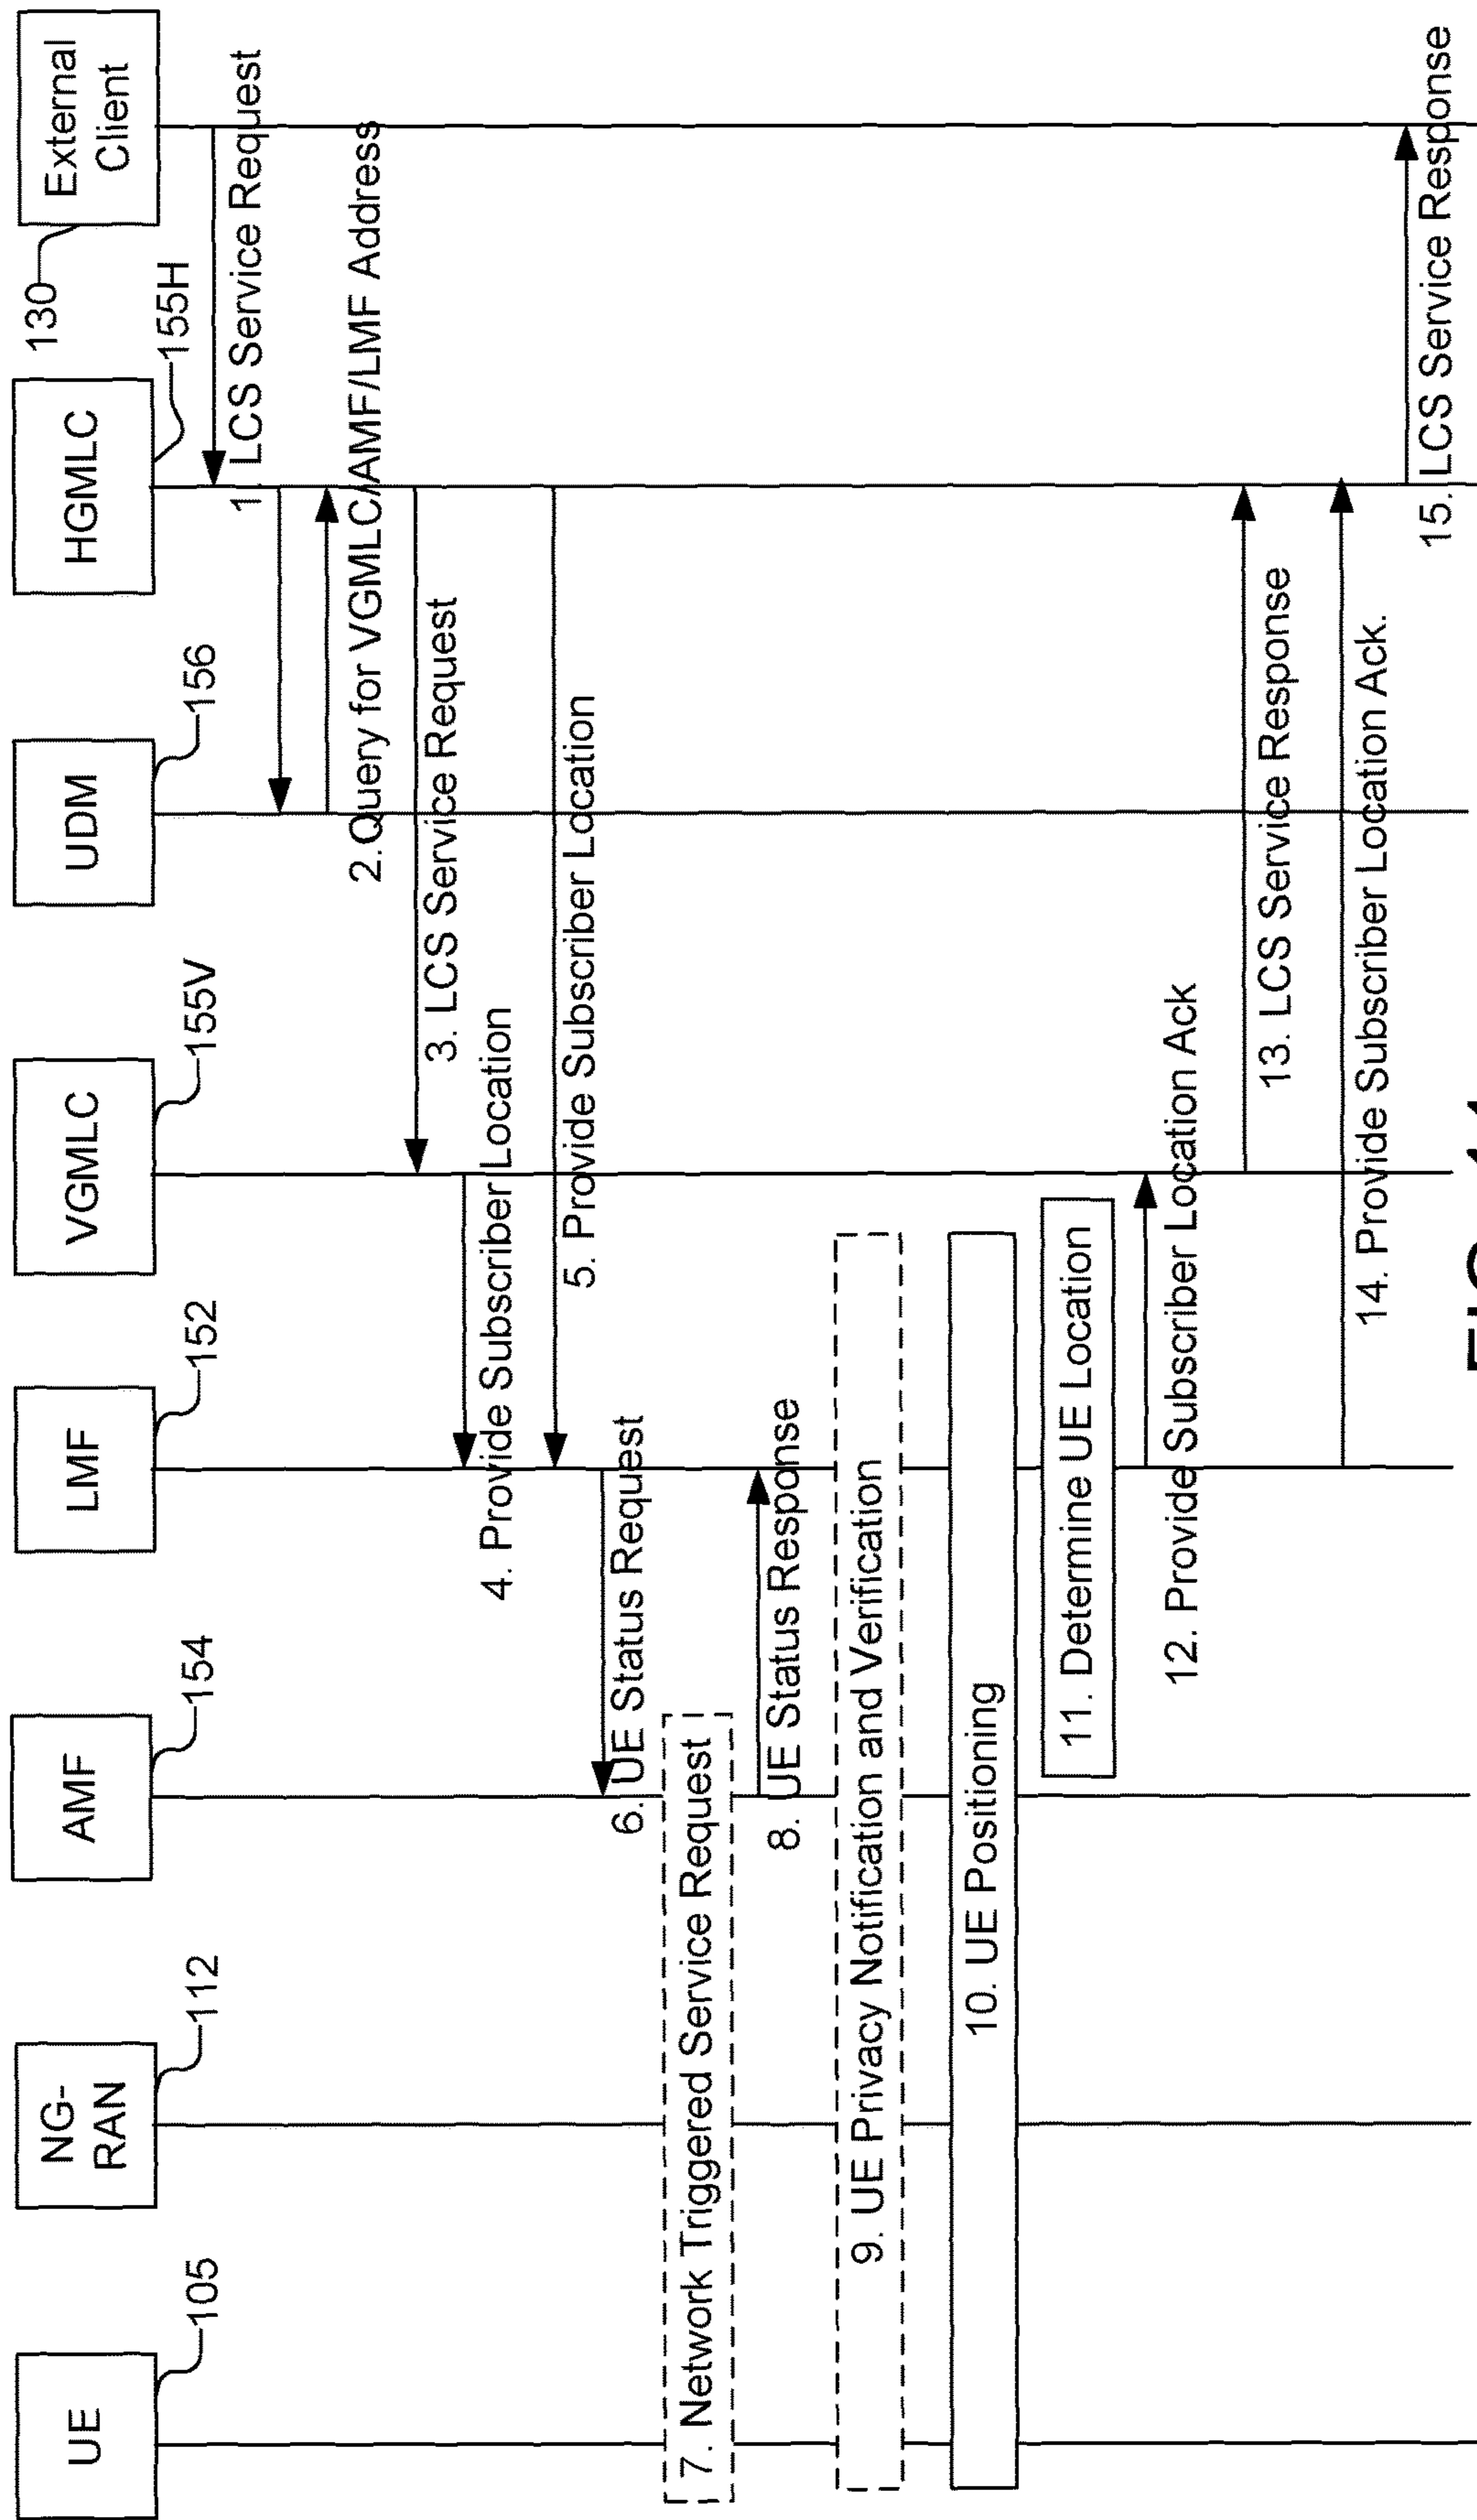 UE
105
NG-
RAN
112
AMF
154
LMF
152
VGMLC
155V
UDM
156
HGMLC
155H
External
Client
130
1. LCS Service Request
2.Query for VGMLC/AMF/LMF Address
3. LCS Service Request
4. Provide Subscriber Location
5. Provide Subscriber Location
6. UE Status Request
7. Network Triggered Service Request
8. UE Status Response
9. UE Privacy Notification and Verification
10. UE Positioning
11. Determine UE Location
12. Provide Subscriber Location Ack
13. LCS Service Response
14. Provide Subscriber Location Ack.
15. LCS Service Response